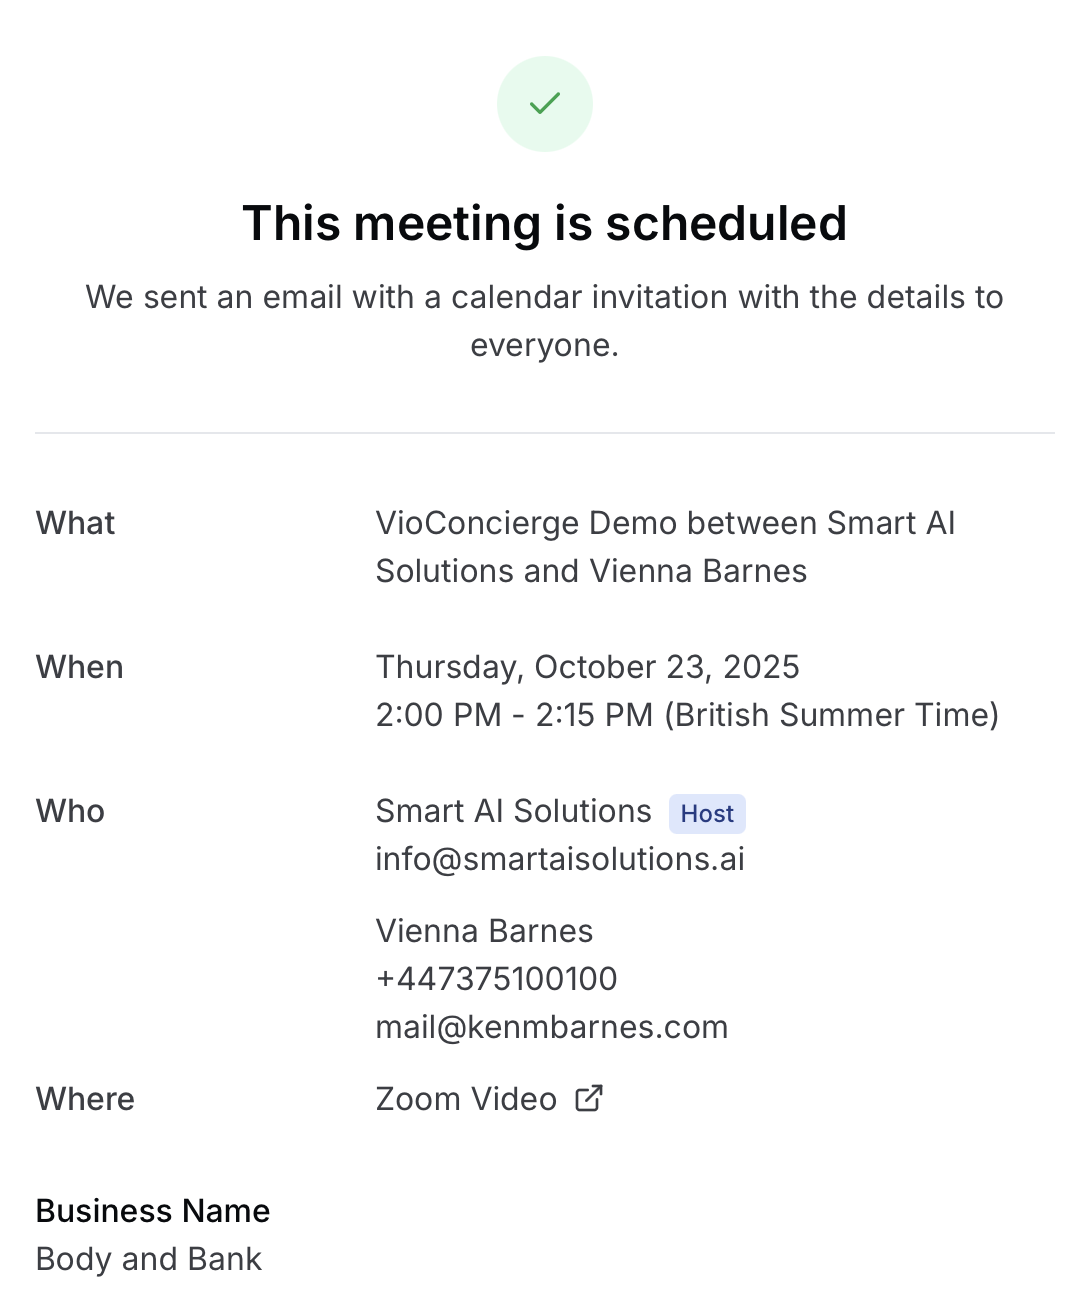 This meeting is scheduled
We sent an email with a calendar invitation with the details to
everyone.
What
VioConcierge Demo between Smart AI
Solutions and Vienna Barnes
When
Thursday, October 23, 2025
2:00 PM - 2:15 PM (British Summer Time)
Who
Smart AI Solutions Host
info@smartaisolutions.ai
Vienna Barnes
+447375100100
mail@kenmbarnes.com
Where
Zoom Video
Business Name
Body and Bank